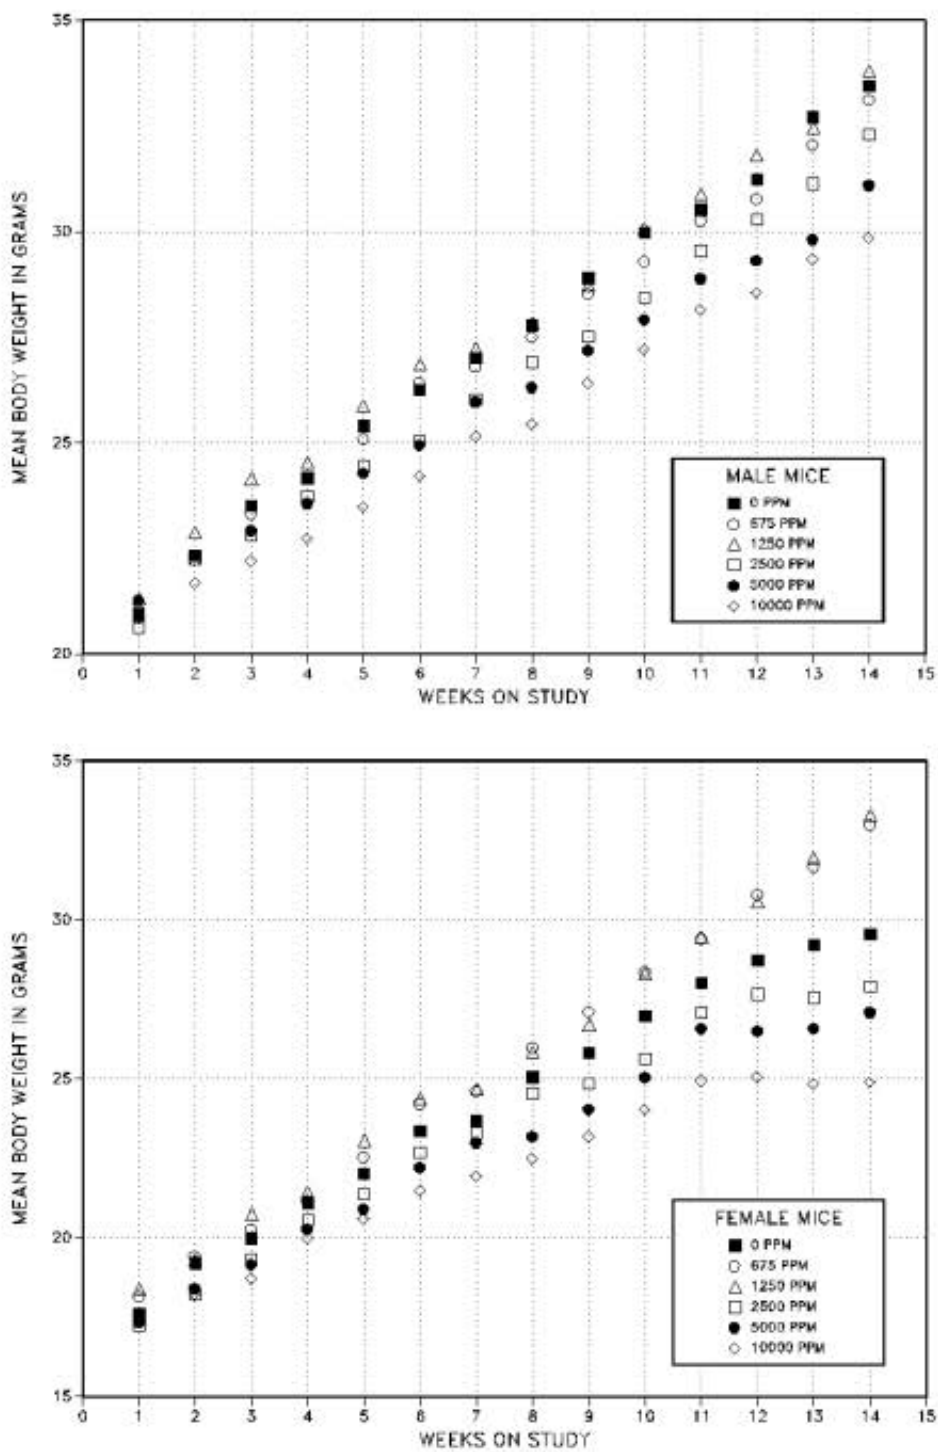 35
30
25
20
MEAN BODY WEIGHT IN GRAMS
MALE MICE
0 PPM
675 PPM
1250 PPM
2500 PPM
5000 PPM
10000 PPM
0 1 2 3 4 5 6 7 8 9 10 11 12 13 14 15
WEEKS ON STUDY
35
30
25
20
15
MEAN BODY WEIGHT IN GRAMS
FEMALE MICE
0 PPM
675 PPM
1250 PPM
2500 PPM
5000 PPM
10000 PPM
0 1 2 3 4 5 6 7 8 9 10 11 12 13 14 15
WEEKS ON STUDY